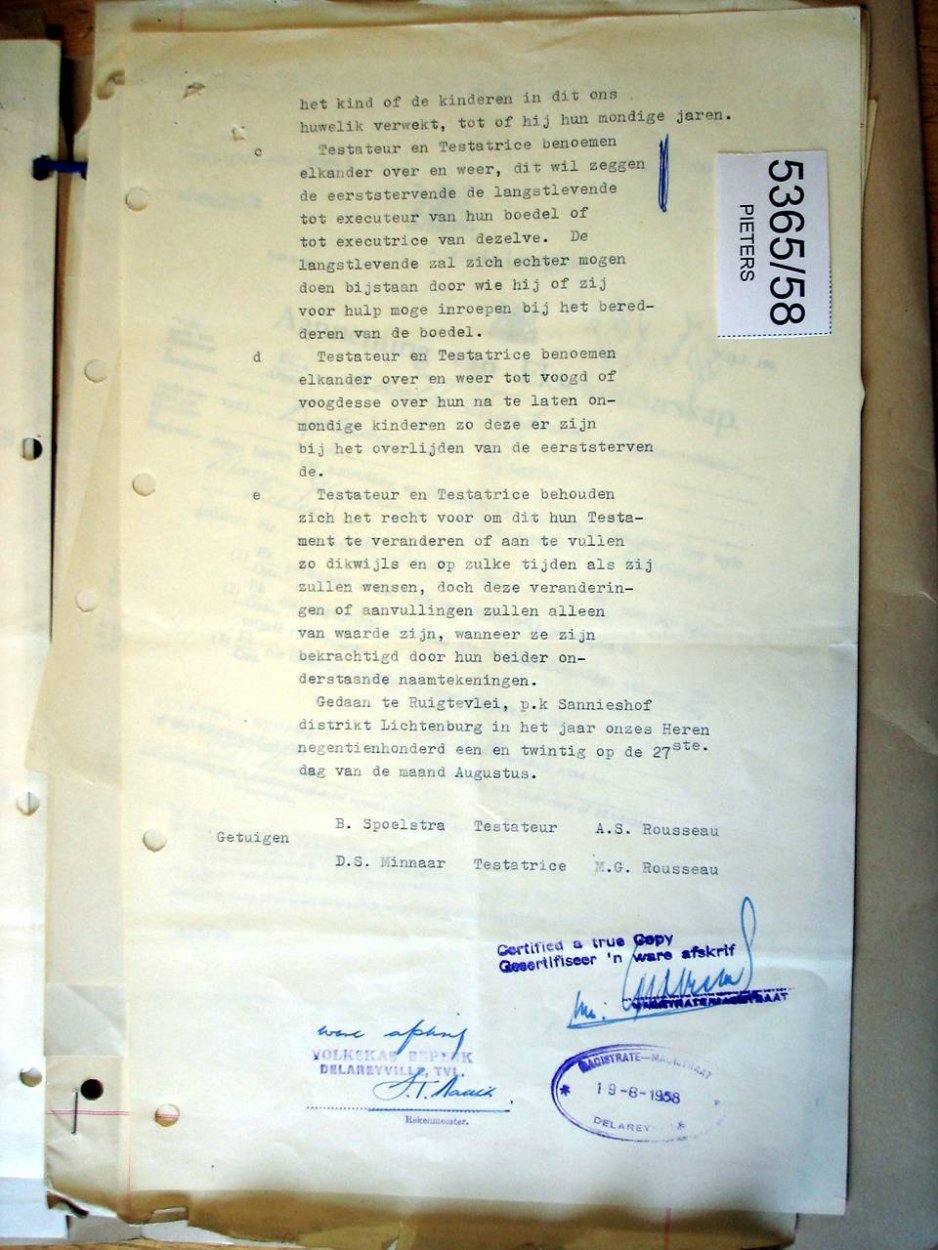 het kind of de kinderen in dit ons
huwelik verwekt, tot of hij hun mondige jaren.
c Testateur en Testatrice benoemen
elkander over en weer, dit wil zeggen
de eerststervende de langstlevende
tot executeur van hun boedel of
tot executrice van dezelve. De
langstlevende zal zich echter mogen
doen bijstaan door wie hij of zij
voor hulp moge inroepen bij het bered-
deren van de boedel.
d Testateur en Testatrice benoemen
elkander over en weer tot voogd of
voogdesse over hun na te laten on-
mondige kinderen zo deze er zijn
bij het overlijden van de eerststerven
de.
e Testateur en Testatrice behouden
zich het recht voor om dit hun Testa-
ment te veranderen of aan te vullen
zo dikwijls en op zulke tijden als zij
zullen wensen, doch deze veranderin-
gen of aanvullingen zullen alleen
van waarde zijn, wanneer ze zijn
bekrachtigd door hun beider on-
derstaande naamtekeningen.
Gedaan te Ruigtevlei, p.k Sannieshof
distrikt Lichtenburg in het jaar onzes Heren
negentienhonderd een en twintig op de 27ste.
dag van de maand Augustus.
B. Spoelstra Testateur A.S. Rousseau
Getuigen
D.S. Minnaar Testatrice M.G. Rousseau
Certified a true Copy
Gesertifiseer 'n ware afskrif
ware afskrif
VOLKSKAS BEPERK
DELAREYVILLE, TVL.
Rekenmeester.
MAGISTRATE—MAGISTRAAT
19-8-1958
DELAREY
5365/58
PIETERS